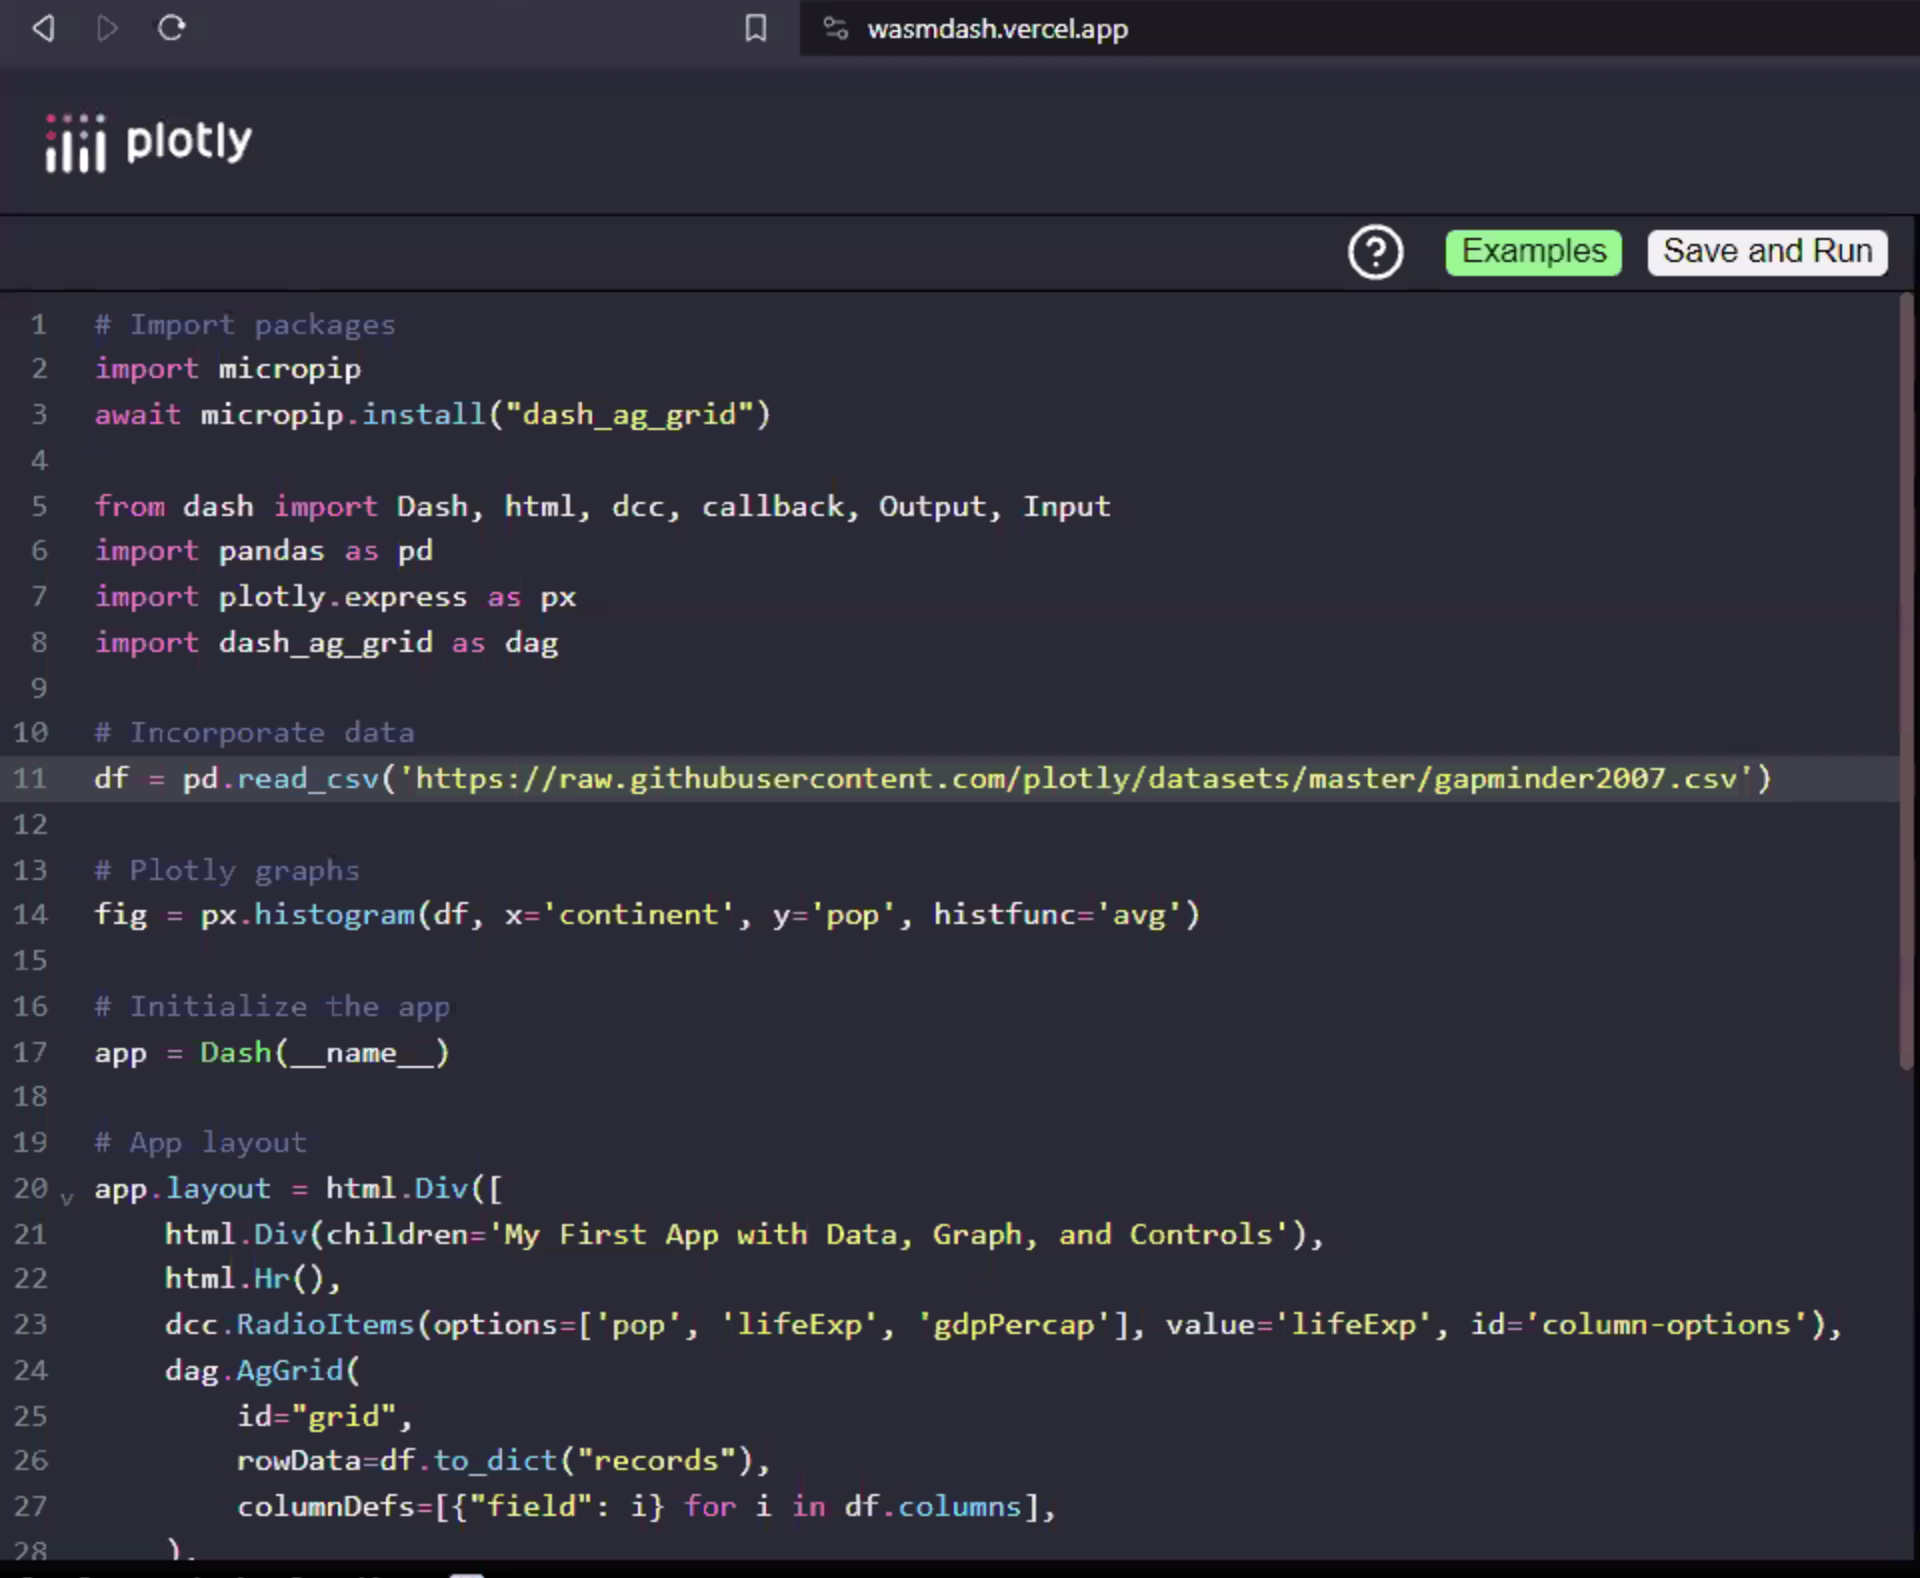 wasmdash.vercel.app
plotly
? Examples Save and Run
1 # Import packages
2 import micropip
3 await micropip.install("dash_ag_grid")
4
5 from dash import Dash, html, dcc, callback, Output, Input
6 import pandas as pd
7 import plotly.express as px
8 import dash_ag_grid as dag
9
10 # Incorporate data
11 df = pd.read_csv('https://raw.githubusercontent.com/plotly/datasets/master/gapminder2007.csv')
12
13 # Plotly graphs
14 fig = px.histogram(df, x='continent', y='pop', histfunc='avg')
15
16 # Initialize the app
17 app = Dash(__name__)
18
19 # App layout
20 app.layout = html.Div([
21     html.Div(children='My First App with Data, Graph, and Controls'),
22     html.Hr(),
23     dcc.RadioItems(options=['pop', 'lifeExp', 'gdpPercap'], value='lifeExp', id='column-options'),
24     dag.AgGrid(
25         id="grid",
26         rowData=df.to_dict("records"),
27         columnDefs=[{"field": i} for i in df.columns],
28     ),